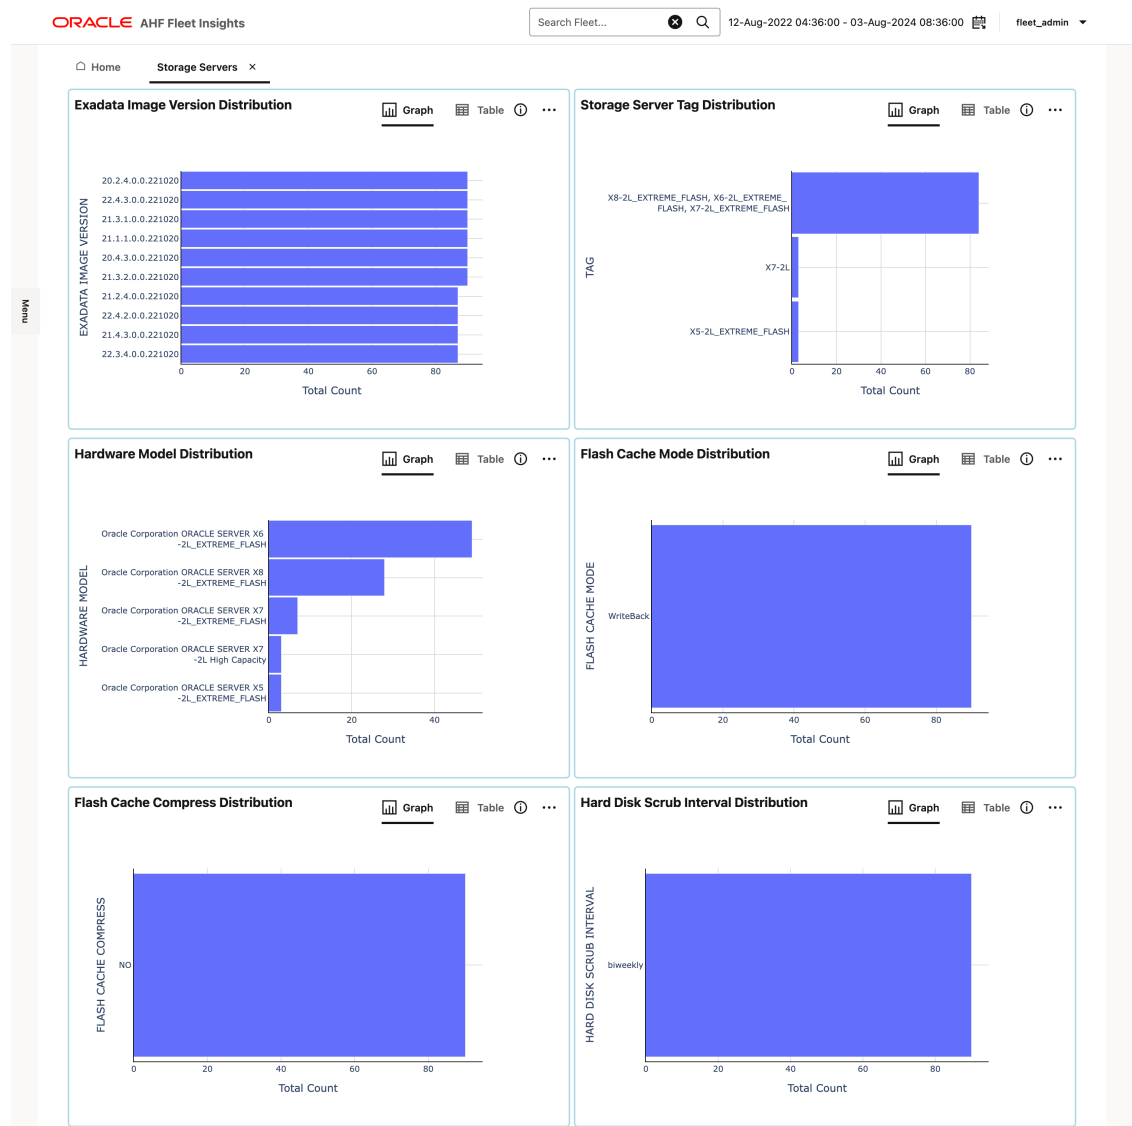 ORACLE AHF Fleet Insights
Search Fleet...
12-Aug-2022 04:36:00 - 03-Aug-2024 08:36:00
fleet_admin
Menu
Home
Storage Servers ×
Exadata Image Version Distribution
Graph
Table
EXADATA IMAGE VERSION
20.2.4.0.0.221020
22.4.3.0.0.221020
21.3.1.0.0.221020
21.1.1.0.0.221020
20.4.3.0.0.221020
21.3.2.0.0.221020
21.2.4.0.0.221020
22.4.2.0.0.221020
21.4.3.0.0.221020
22.3.4.0.0.221020
0 20 40 60 80
Total Count
Storage Server Tag Distribution
Graph
Table
TAG
X8-2L_EXTREME_FLASH, X6-2L_EXTREME_
FLASH, X7-2L_EXTREME_FLASH
X7-2L
X5-2L_EXTREME_FLASH
0 20 40 60 80
Total Count
Hardware Model Distribution
Graph
Table
HARDWARE MODEL
Oracle Corporation ORACLE SERVER X6
-2L_EXTREME_FLASH
Oracle Corporation ORACLE SERVER X8
-2L_EXTREME_FLASH
Oracle Corporation ORACLE SERVER X7
-2L_EXTREME_FLASH
Oracle Corporation ORACLE SERVER X7
-2L High Capacity
Oracle Corporation ORACLE SERVER X5
-2L_EXTREME_FLASH
0 20 40
Total Count
Flash Cache Mode Distribution
Graph
Table
FLASH CACHE MODE
WriteBack
0 20 40 60 80
Total Count
Flash Cache Compress Distribution
Graph
Table
FLASH CACHE COMPRESS
NO
0 20 40 60 80
Total Count
Hard Disk Scrub Interval Distribution
Graph
Table
HARD DISK SCRUB INTERVAL
biweekly
0 20 40 60 80
Total Count